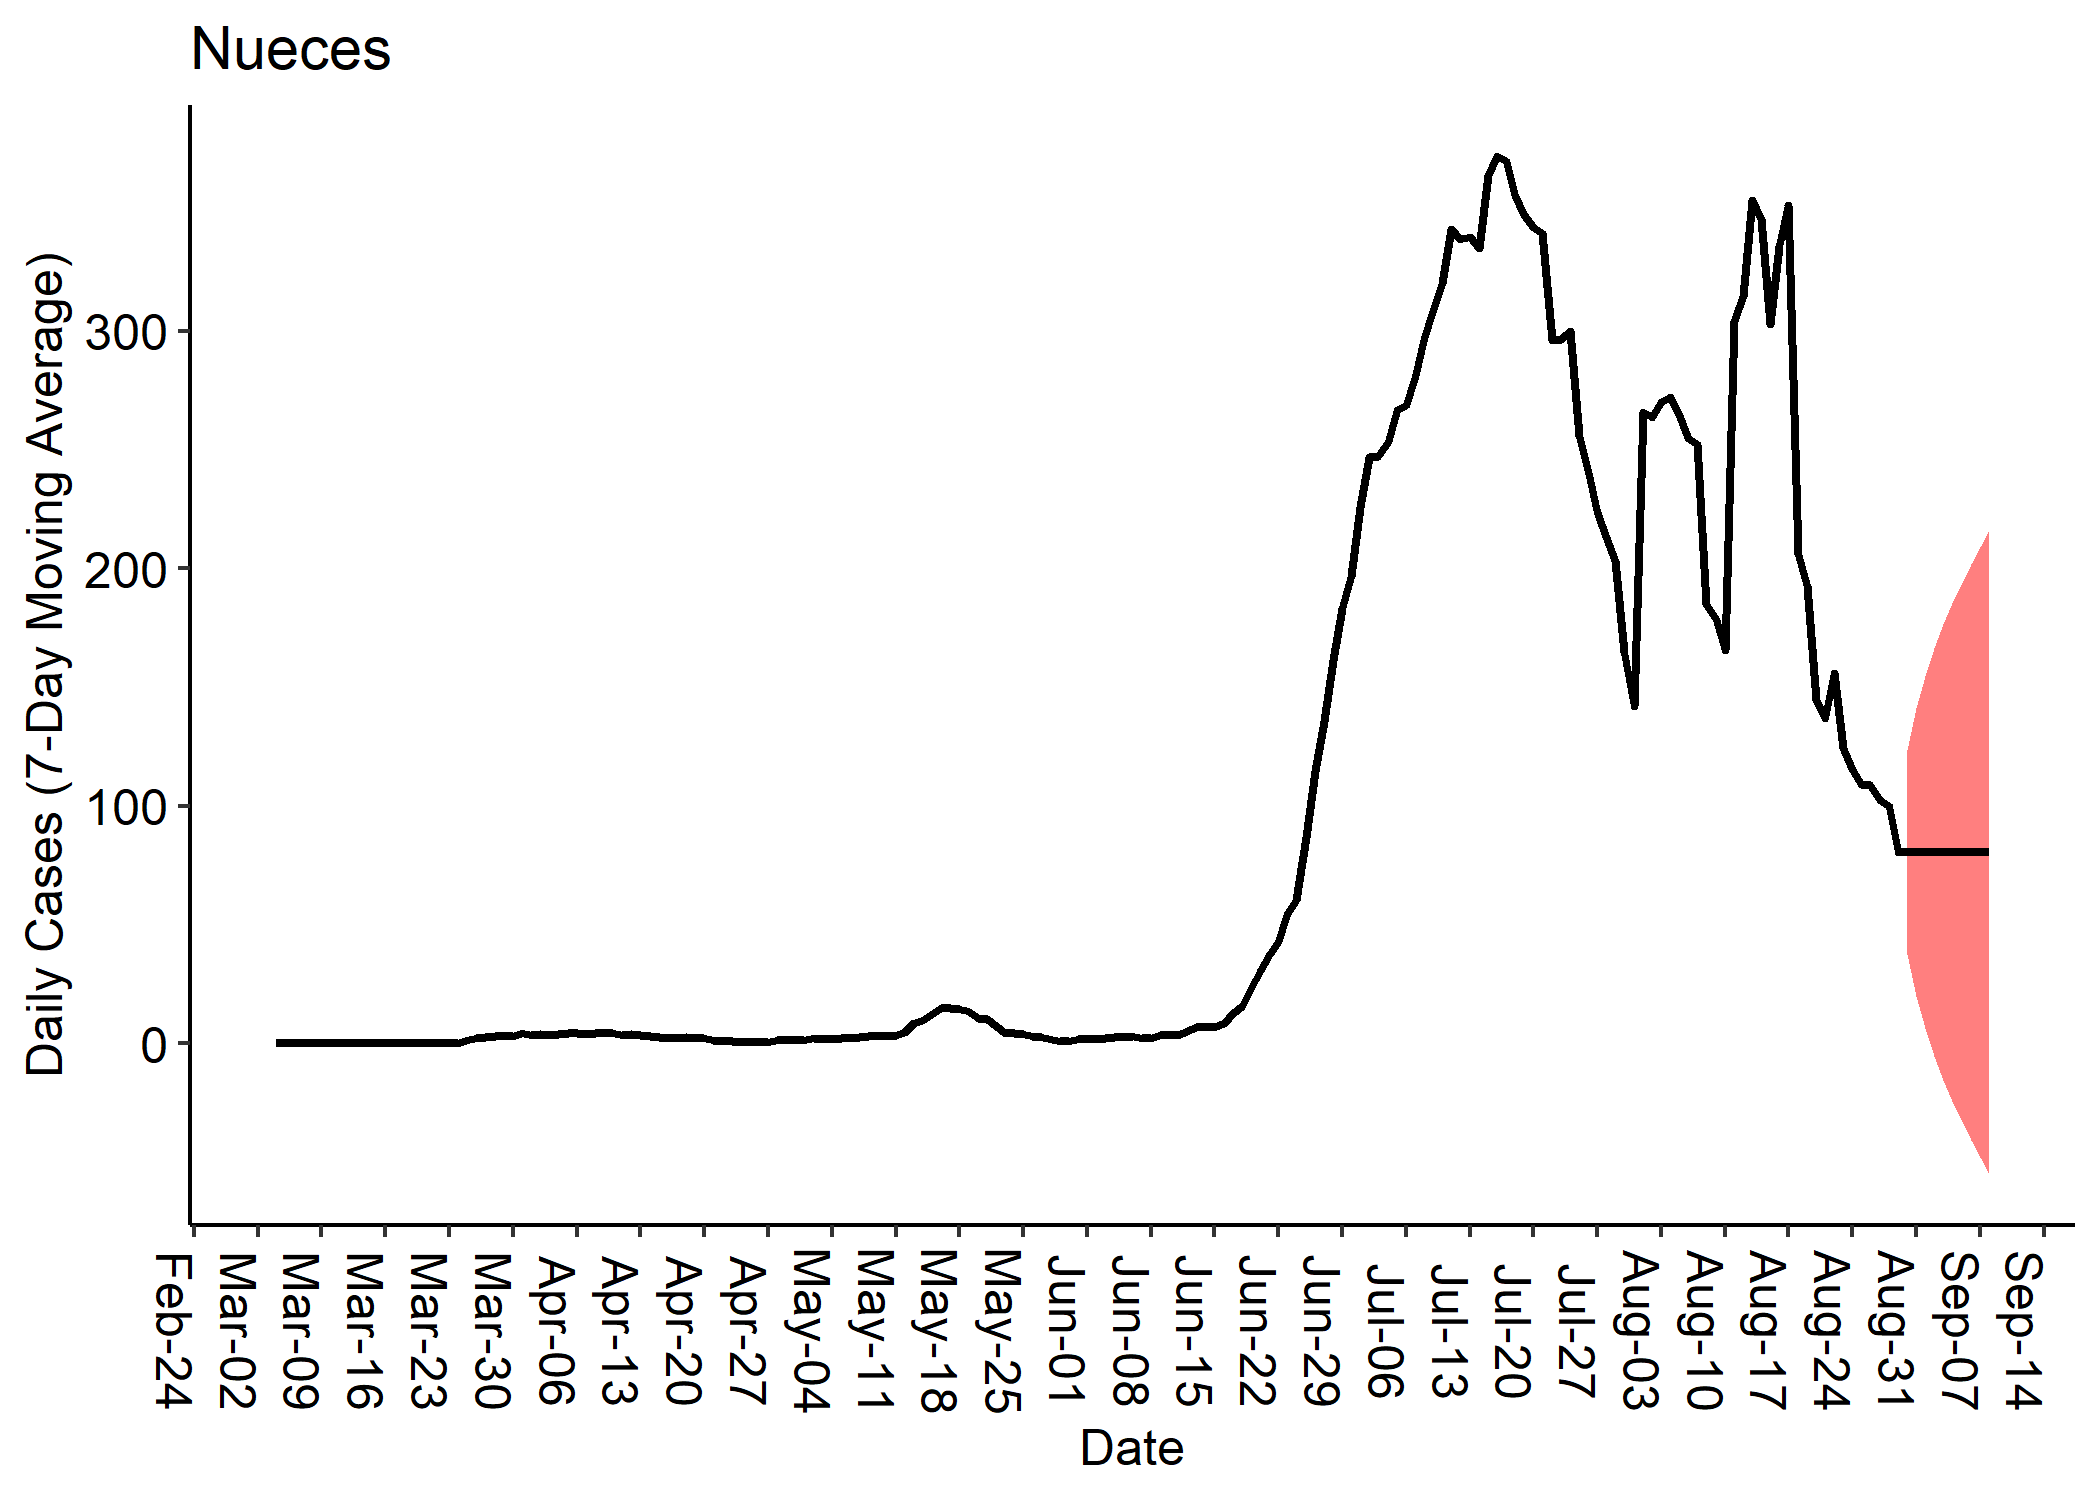 Nueces
Daily Cases (7-Day Moving Average)
300
200
100
0
Feb-24
Mar-02
Mar-09
Mar-16
Mar-23
Mar-30
Apr-06
Apr-13
Apr-20
Apr-27
May-04
May-11
May-18
May-25
Jun-01
Jun-08
Jun-15
Jun-22
Jun-29
Jul-06
Jul-13
Jul-20
Jul-27
Aug-03
Aug-10
Aug-17
Aug-24
Aug-31
Sep-07
Sep-14
Date